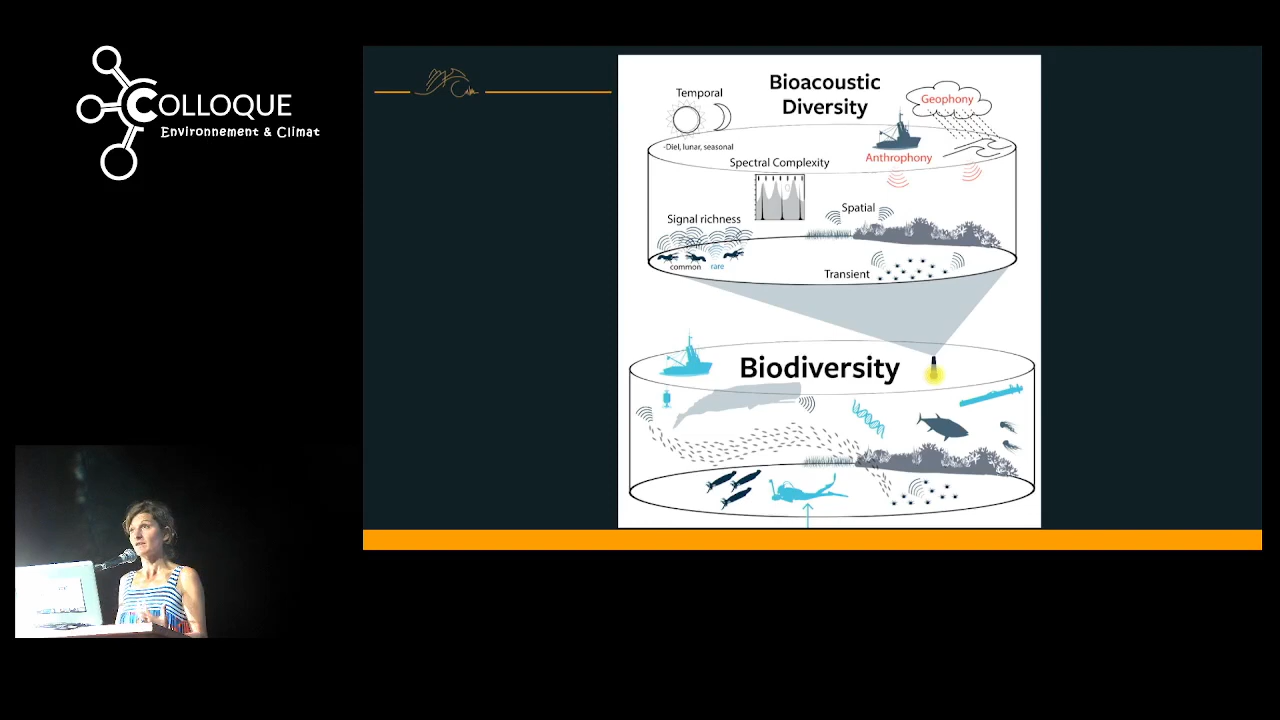 COLLOQUE
Environnement & Climat
Bioacoustic
Diversity
Temporal
Geophony
-Diel, lunar, seasonal
Anthrophony
Spectral Complexity
Spatial
Signal richness
common
rare
Transient
Biodiversity